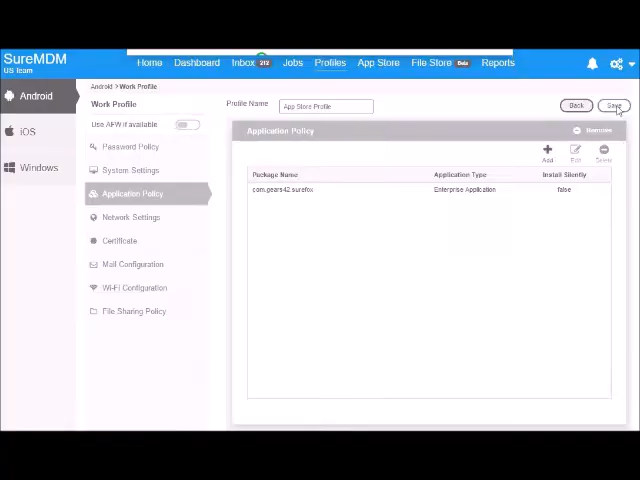 SureMDM
US Team
Home Dashboard Inbox 212 Jobs Profiles App Store File Store Beta Reports
Android
iOS
Windows
Android > Work Profile
Work Profile
Use AFW if available
Password Policy
System Settings
Application Policy
Network Settings
Certificate
Mail Configuration
Wi-Fi Configuration
File Sharing Policy
Profile Name App Store Profile Back Save
Application Policy Remove
Add Edit Delete
Package Name Application Type Install Silently
com.gears42.surefox Enterprise Application false